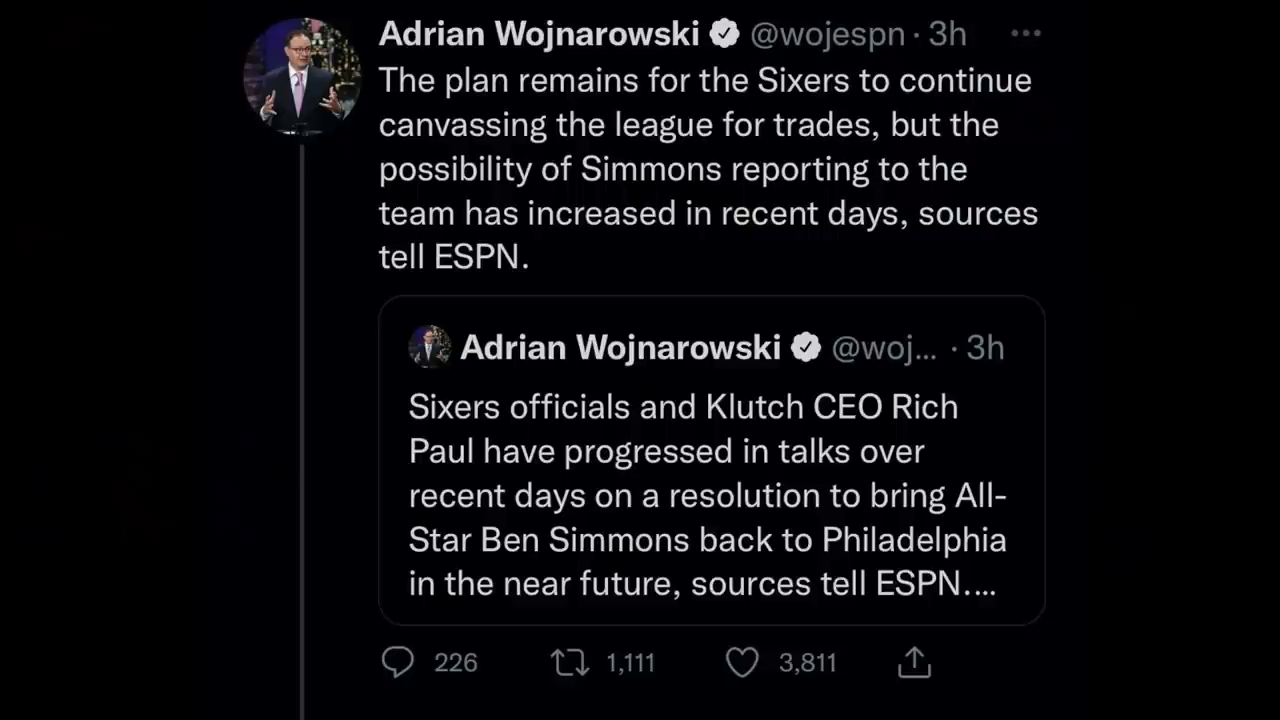 Adrian Wojnarowski @wojespn · 3h
The plan remains for the Sixers to continue
canvassing the league for trades, but the
possibility of Simmons reporting to the
team has increased in recent days, sources
tell ESPN.
Adrian Wojnarowski @woj... · 3h
Sixers officials and Klutch CEO Rich
Paul have progressed in talks over
recent days on a resolution to bring All-
Star Ben Simmons back to Philadelphia
in the near future, sources tell ESPN....
226 1,111 3,811